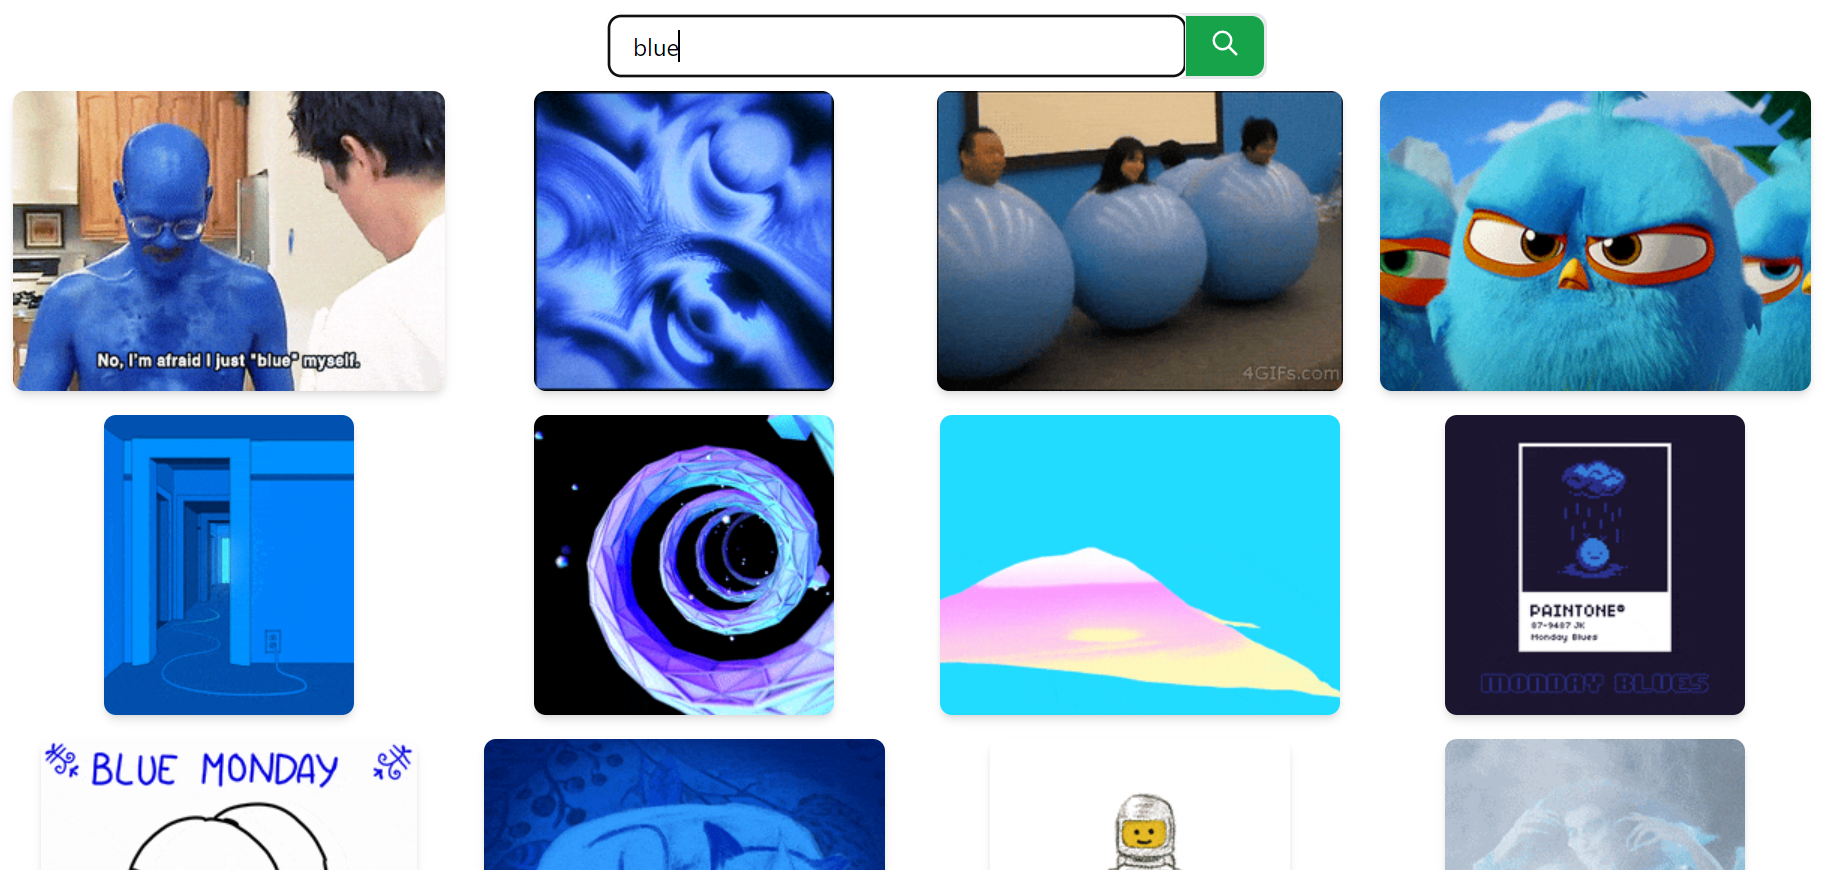 blue
No, I'm afraid I just "blue" myself.
4GIFs.com
PAINTONE®
07-9487 JK
Monday Blues
MONDAY BLUES
BLUE MONDAY